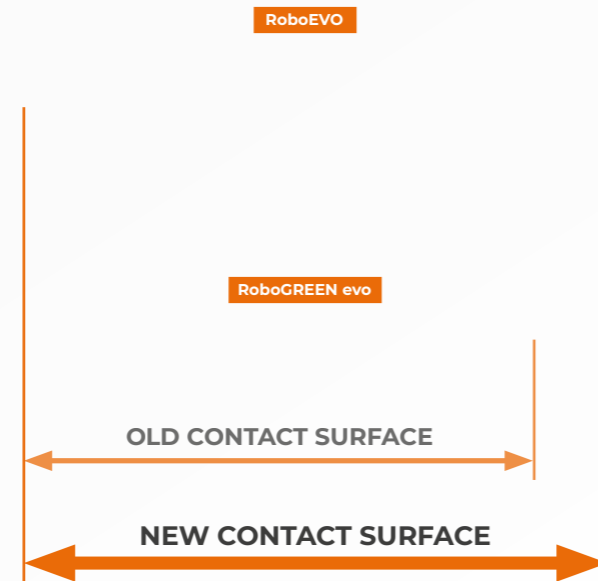 RoboEVO
RoboGREEN evo
OLD CONTACT SURFACE
NEW CONTACT SURFACE